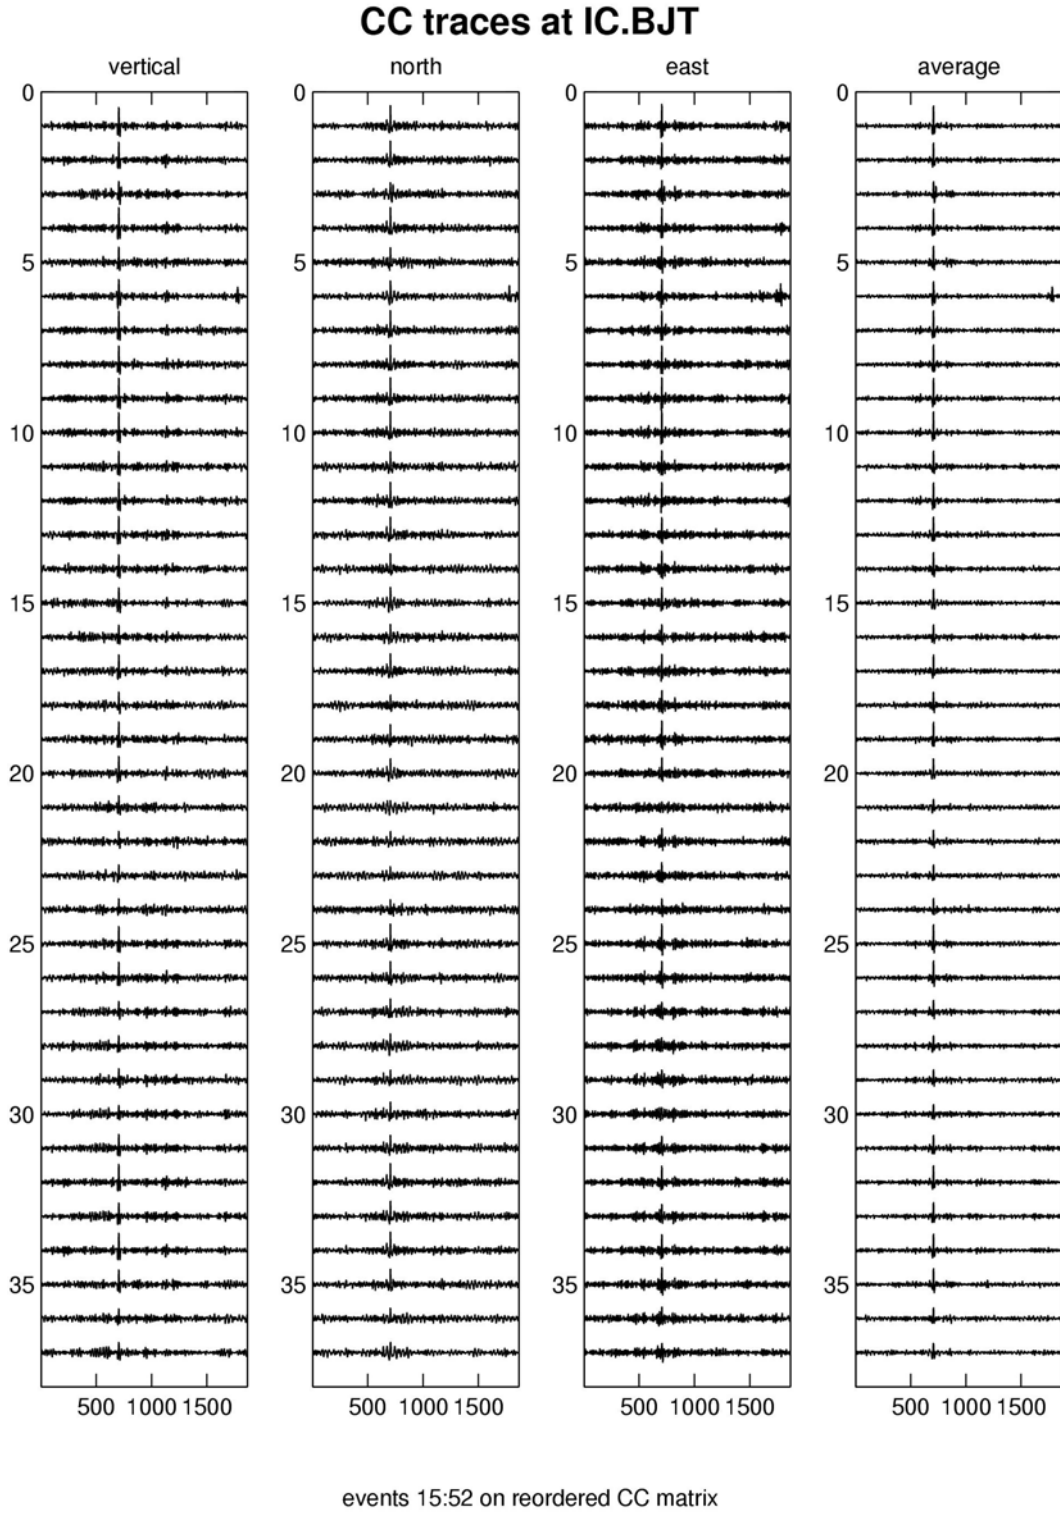 CC traces at IC.BJT
vertical north east average
0 0 0 0
5 5 5 5
10 10 10 10
15 15 15 15
20 20 20 20
25 25 25 25
30 30 30 30
35 35 35 35
500 1000 1500 500 1000 1500 500 1000 1500 500 1000 1500
events 15:52 on reordered CC matrix